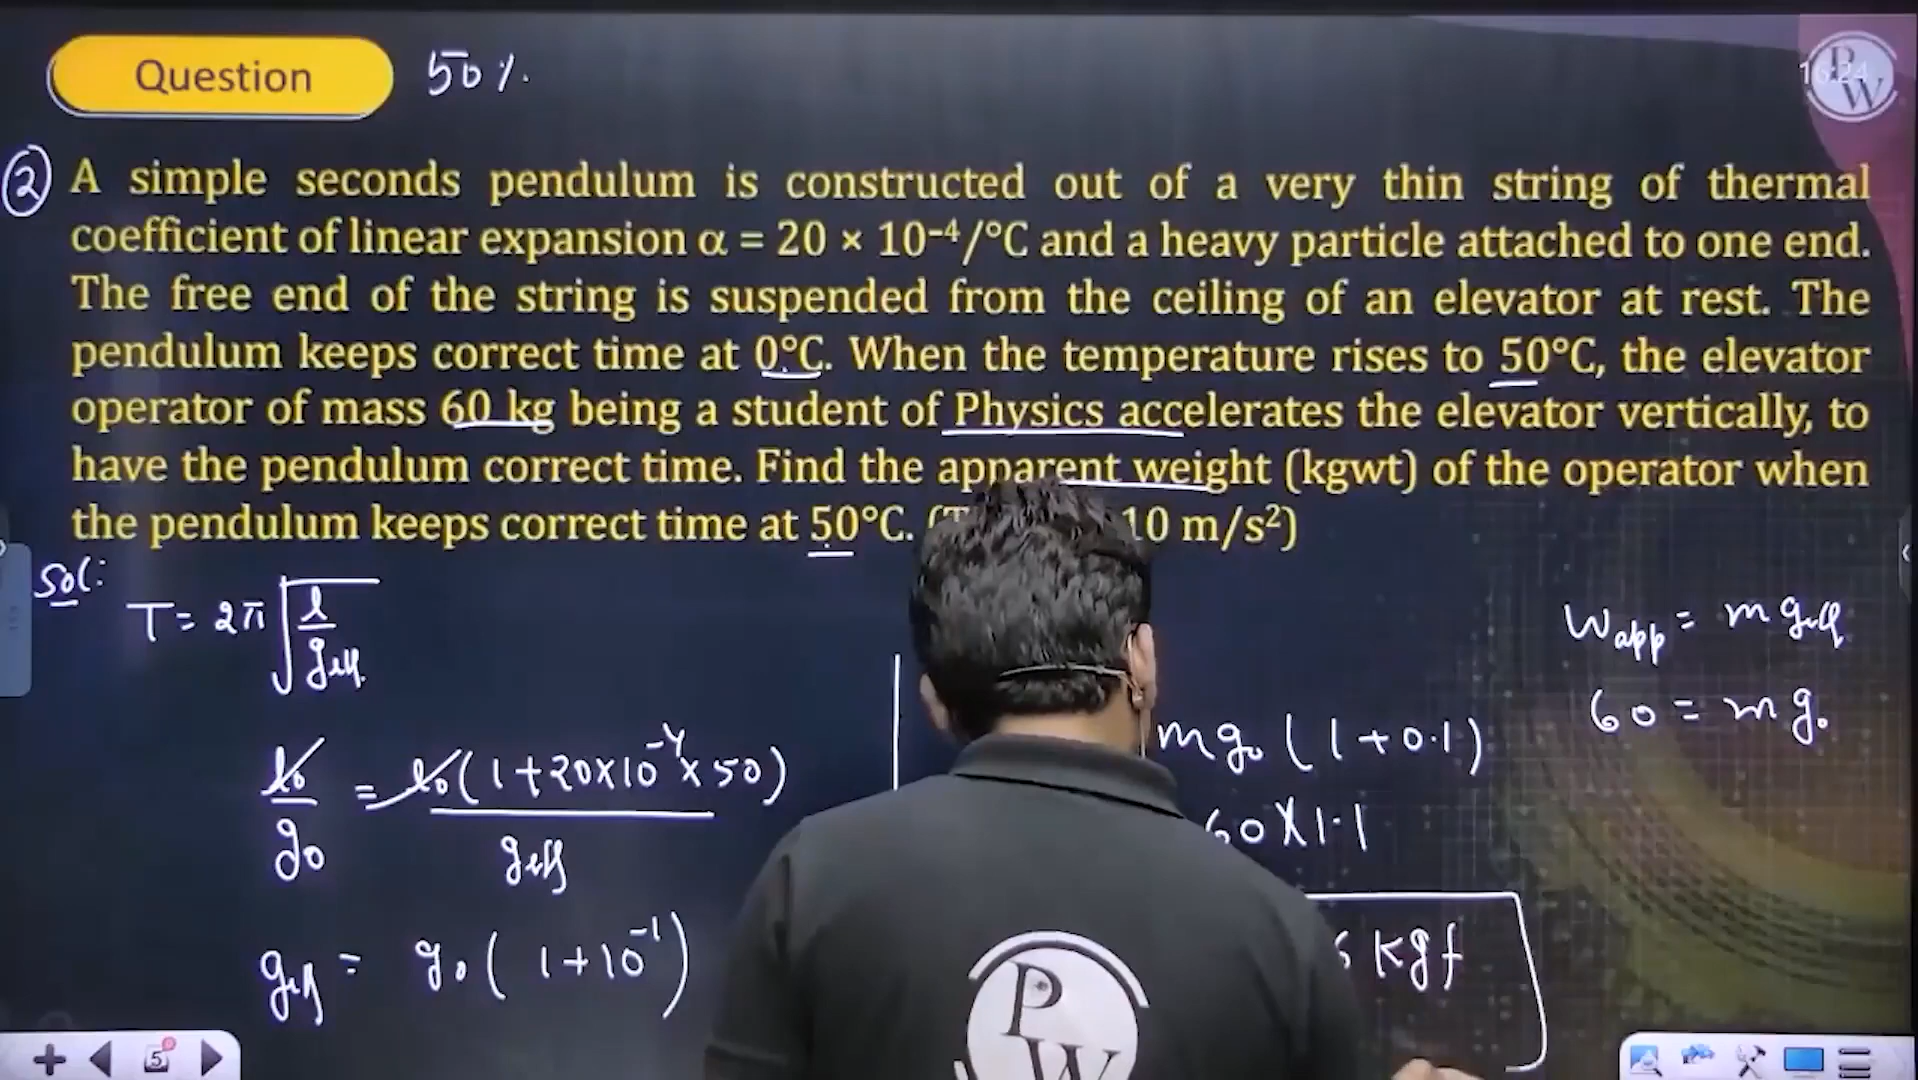 Question 50%.
② A simple seconds pendulum is constructed out of a very thin string of thermal
coefficient of linear expansion α = 20 × 10⁻⁴/°C and a heavy particle attached to one end.
The free end of the string is suspended from the ceiling of an elevator at rest. The
pendulum keeps correct time at 0°C. When the temperature rises to 50°C, the elevator
operator of mass 60 kg being a student of Physics accelerates the elevator vertically, to
have the pendulum correct time. Find the apparent weight (kgwt) of the operator when
the pendulum keeps correct time at 50°C. (T 10 m/s²)
Sol:
T = 2π √(l/g_eff.)
l₀/g₀ = l₀(1+20×10⁻⁴×50)/g_eff
g_eff = g₀(1+10⁻¹)
mg₀(1+0.1)
60×1.1
6 kgf
W_app = m g_eff
60 = m g₀
PW
PW
5